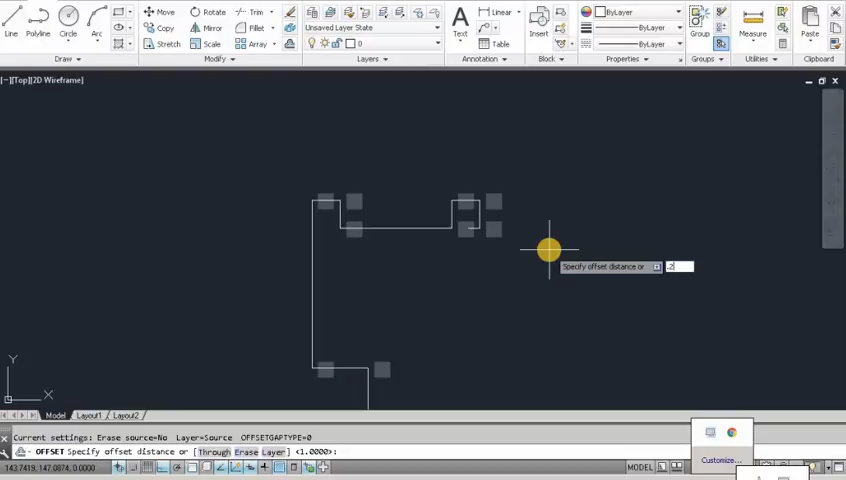 Line Polyline Circle Arc
Move Rotate Trim
Copy Mirror Fillet
Stretch Scale Array
Unsaved Layer State
0
Text
Linear
Table
Insert
ByLayer
ByLayer
ByLayer
Group
Measure
Paste
Draw Modify Layers Annotation Block Properties Groups Utilities Clipboard
[−][Top][2D Wireframe]
Specify offset distance or .2
Y
X
Model Layout1 Layout2
Current settings: Erase source=No Layer=Source OFFSETGAPTYPE=0
OFFSET Specify offset distance or [Through Erase Layer] <1.0000>:
143.7419, 147.0874, 0.0000
MODEL
Customize...